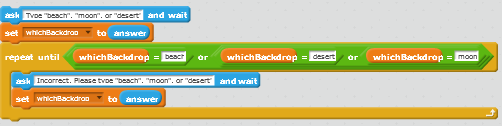 ask Type "beach", "moon", or "desert" and wait
set whichBackdrop to answer
repeat until whichBackdrop = beach or whichBackdrop = desert or whichBackdrop = moon
ask Incorrect. Please type "beach", "moon", or "desert" and wait
set whichBackdrop to answer